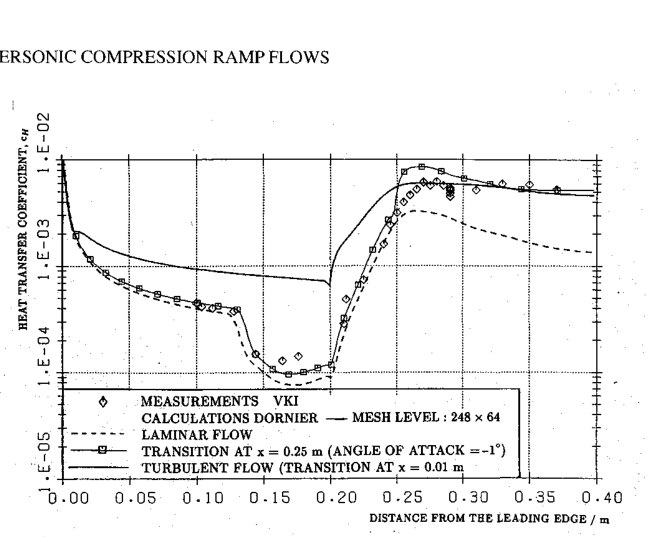 ERSONIC COMPRESSION RAMP FLOWS
HEAT TRANSFER COEFFICIENT, cH
1.E-02
1.E-03
1.E-04
1.E-05
MEASUREMENTS VKI
CALCULATIONS DORNIER — MESH LEVEL : 248 × 64
LAMINAR FLOW
TRANSITION AT x = 0.25 m (ANGLE OF ATTACK =-1°)
TURBULENT FLOW (TRANSITION AT x = 0.01 m
0.00 0.05 0.10 0.15 0.20 0.25 0.30 0.35 0.40
DISTANCE FROM THE LEADING EDGE / m